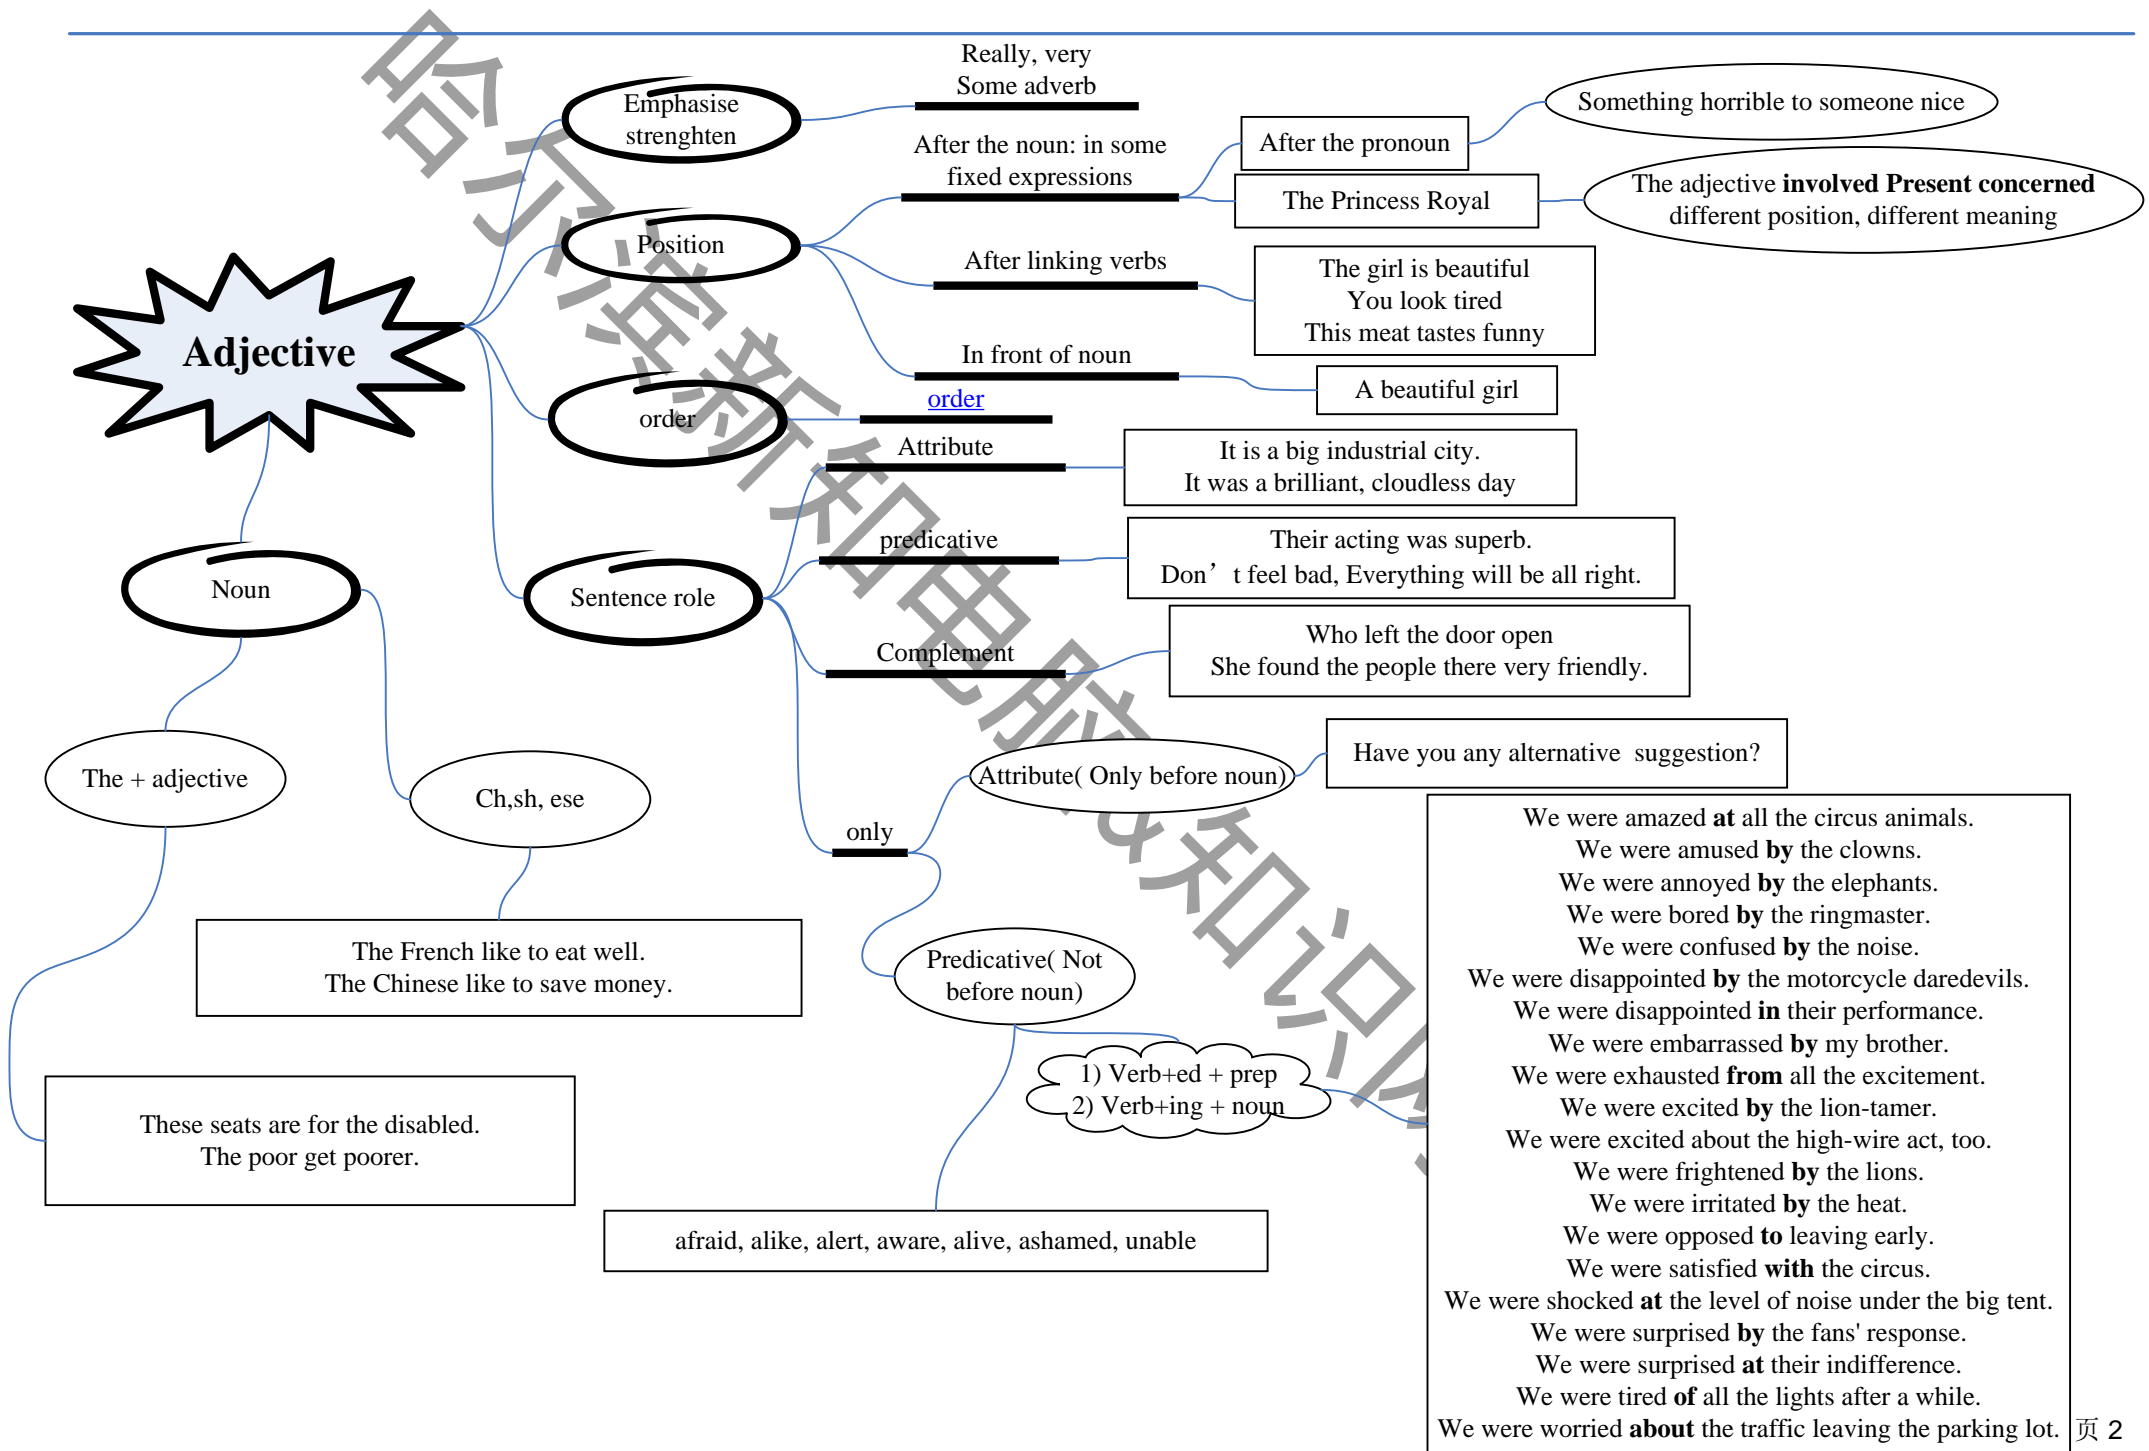 Really, very
Some adverb
Emphasise
strenghten
Something horrible to someone nice
After the noun: in some
fixed expressions
After the pronoun
The Princess Royal
The adjective involved Present concerned
different position, different meaning
Position
After linking verbs
The girl is beautiful
You look tired
This meat tastes funny
Adjective
In front of noun
A beautiful girl
order
order
Attribute
It is a big industrial city.
It was a brilliant, cloudless day
predicative
Their acting was superb.
Don’t feel bad, Everything will be all right.
Noun
Sentence role
Complement
Who left the door open
She found the people there very friendly.
The + adjective
Ch,sh, ese
Attribute( Only before noun)
Have you any alternative  suggestion?
only
The French like to eat well.
The Chinese like to save money.
Predicative( Not
before noun)
1) Verb+ed + prep
2) Verb+ing + noun
These seats are for the disabled.
The poor get poorer.
afraid, alike, alert, aware, alive, ashamed, unable
We were amazed at all the circus animals.
We were amused by the clowns.
We were annoyed by the elephants.
We were bored by the ringmaster.
We were confused by the noise.
We were disappointed by the motorcycle daredevils.
We were disappointed in their performance.
We were embarrassed by my brother.
We were exhausted from all the excitement.
We were excited by the lion-tamer.
We were excited about the high-wire act, too.
We were frightened by the lions.
We were irritated by the heat.
We were opposed to leaving early.
We were satisfied with the circus.
We were shocked at the level of noise under the big tent.
We were surprised by the fans' response.
We were surprised at their indifference.
We were tired of all the lights after a while.
We were worried about the traffic leaving the parking lot.
页 2
哈尔滨新知电脑&知识网